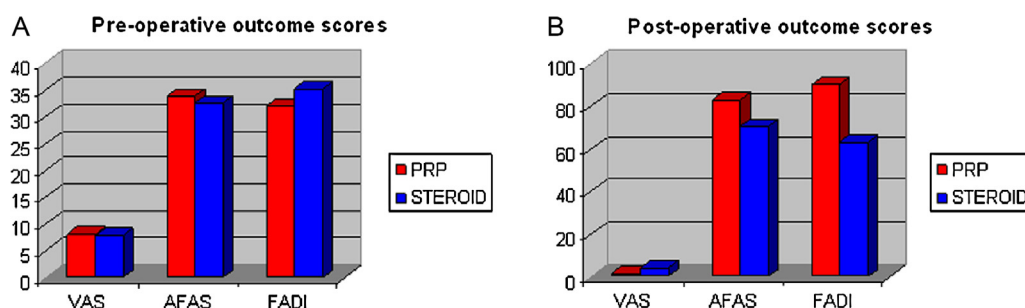 A
Pre-operative outcome scores
40
35
30
25
20
15
10
5
0
VAS AFAS FADI
PRP
STEROID
B
Post-operative outcome scores
100
80
60
40
20
0
VAS AFAS FADI
PRP
STEROID